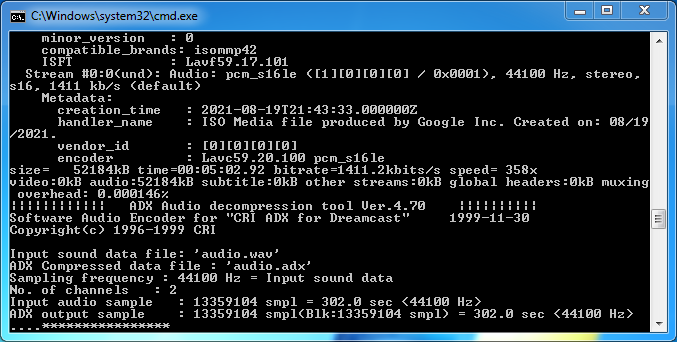 C:\Windows\system32\cmd.exe
minor_version   : 0
compatible_brands: isommp42
ISFT            : Lavf59.17.101
Stream #0:0(und): Audio: pcm_s16le ([1][0][0][0] / 0x0001), 44100 Hz, stereo,
s16, 1411 kb/s (default)
Metadata:
creation_time   : 2021-08-19T21:43:33.000000Z
handler_name    : ISO Media file produced by Google Inc. Created on: 08/19
/2021.
vendor_id       : [0][0][0][0]
encoder         : Lavc59.20.100 pcm_s16le
size=   52184kB time=00:05:02.92 bitrate=1411.2kbits/s speed= 358x
video:0kB audio:52184kB subtitle:0kB other streams:0kB global headers:0kB muxing
overhead: 0.000146%
||||||||||||   ADX Audio decompression tool Ver.4.70    ||||||||||
Software Audio Encoder for "CRI ADX for Dreamcast"     1999-11-30
Copyright(c) 1996-1999 CRI
Input sound data file: 'audio.wav'
ADX Compressed data file : 'audio.adx'
Sampling frequency : 44100 Hz = Input sound data
No. of channels   : 2
Input audio sample   : 13359104 smpl = 302.0 sec <44100 Hz>
ADX output sample    : 13359104 smpl(Blk:13359104 smpl) = 302.0 sec <44100 Hz>
....****************